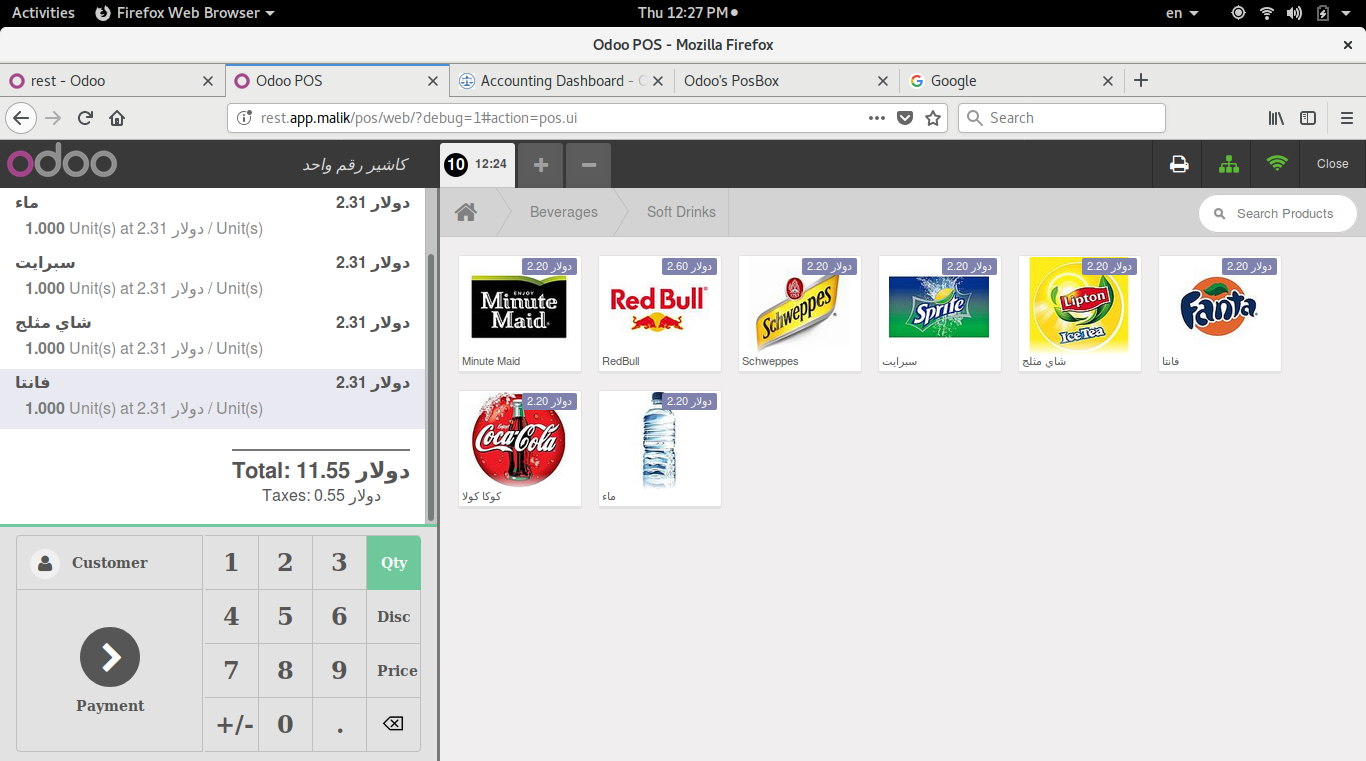 Activities Firefox Web Browser Thu 12:27 PM en
Odoo POS - Mozilla Firefox
rest - Odoo Odoo POS Accounting Dashboard - Odoo's PosBox Google
rest.app.malik/pos/web/?debug=1#action=pos.ui Search
odoo كاشير رقم واحد 10 12:24 + − Close
ماء 2.31 دولار
1.000 Unit(s) at 2.31 دولار / Unit(s)
سبرايت 2.31 دولار
1.000 Unit(s) at 2.31 دولار / Unit(s)
شاي مثلج 2.31 دولار
1.000 Unit(s) at 2.31 دولار / Unit(s)
فانتا 2.31 دولار
1.000 Unit(s) at 2.31 دولار / Unit(s)
Total: 11.55 دولار
Taxes: 0.55 دولار
Customer 1 2 3 Qty
4 5 6 Disc
7 8 9 Price
Payment
+/- 0 .
Beverages Soft Drinks Search Products
2.20 دولار 2.60 دولار 2.20 دولار 2.20 دولار 2.20 دولار 2.20 دولار
ENJOY
Minute
Maid
Red Bull
Schweppes
Sprite
Lipton
Ice Tea
Fanta
Minute Maid RedBull Schweppes سبرايت شاي مثلج فانتا
2.20 دولار 2.20 دولار
Coca-Cola
كوكا كولا ماء